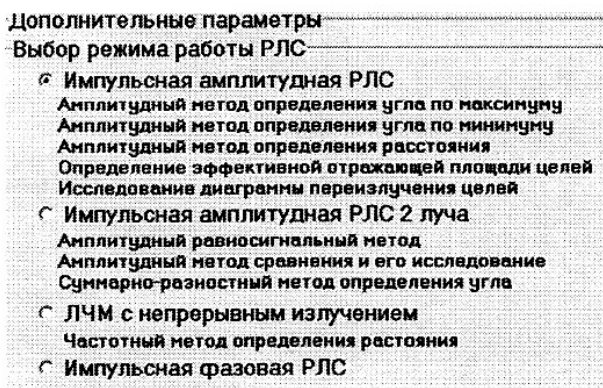 Дополнительные параметры
Выбор режима работы РЛС
Импульсная амплитудная РЛС
Амплитудный метод определения угла по максимуму
Амплитудный метод определения угла по минимуму
Амплитудный метод определения расстояния
Определение эффективной отражающей площади целей
Исследование диаграммы переизлучения целей
Импульсная амплитудная РЛС 2 луча
Амплитудный равносигнальный метод
Амплитудный метод сравнения и его исследование
Суммарно-разностный метод определения угла
ЛЧМ с непрерывным излучением
Частотный метод определения растояния
Импульсная фазовая РЛС